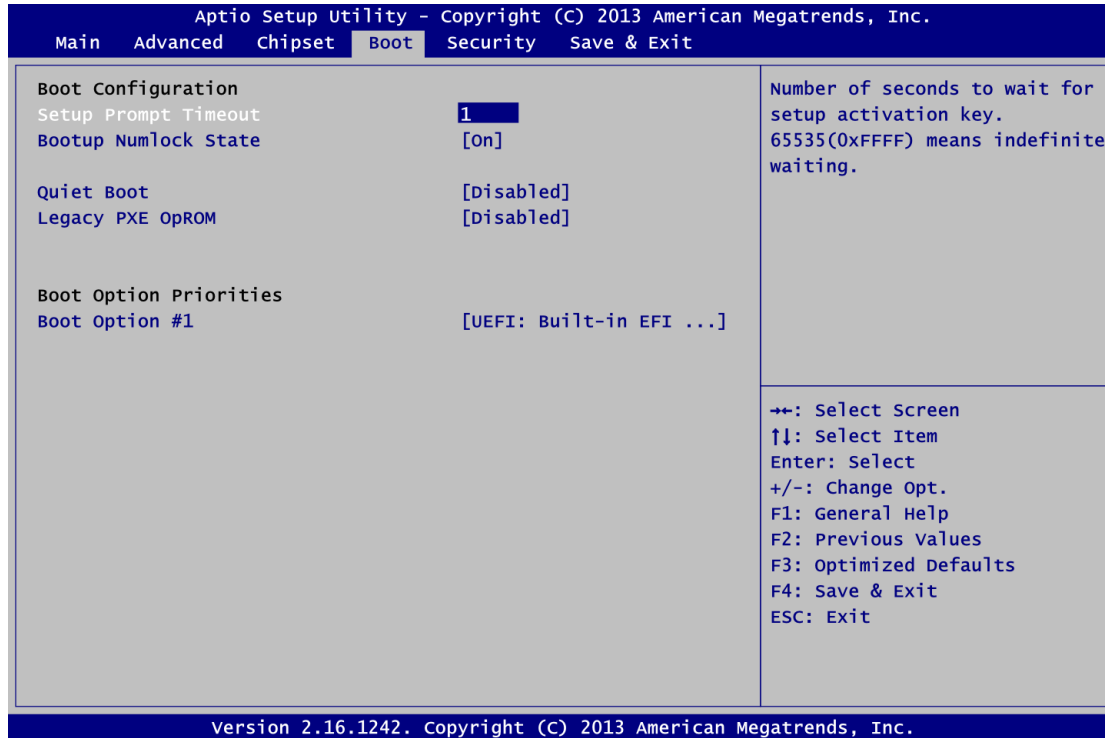 Aptio Setup Utility – Copyright (C) 2013 American Megatrends, Inc.
Main Advanced Chipset Boot Security Save & Exit
Boot Configuration
Setup Prompt Timeout 1
Bootup Numlock State [On]
Quiet Boot [Disabled]
Legacy PXE OpROM [Disabled]
Boot Option Priorities
Boot Option #1 [UEFI: Built-in EFI ...]
Number of seconds to wait for
setup activation key.
65535(0xFFFF) means indefinite
waiting.
→←: Select Screen
↑↓: Select Item
Enter: Select
+/-: Change Opt.
F1: General Help
F2: Previous Values
F3: Optimized Defaults
F4: Save & Exit
ESC: Exit
Version 2.16.1242. Copyright (C) 2013 American Megatrends, Inc.